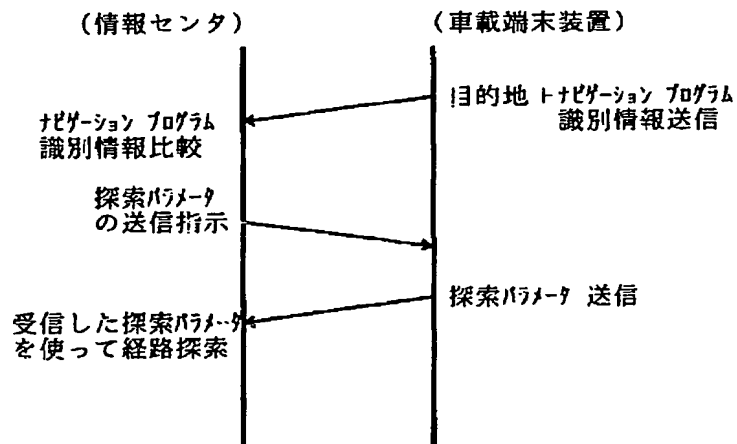 (情報センタ)
(車載端末装置)
目的地+ナビゲーション プログラム
識別情報送信
ナビゲーション プログラム
識別情報比較
探索パラメータ
の送信指示
探索パラメータ 送信
受信した探索パラメータ
を使って経路探索